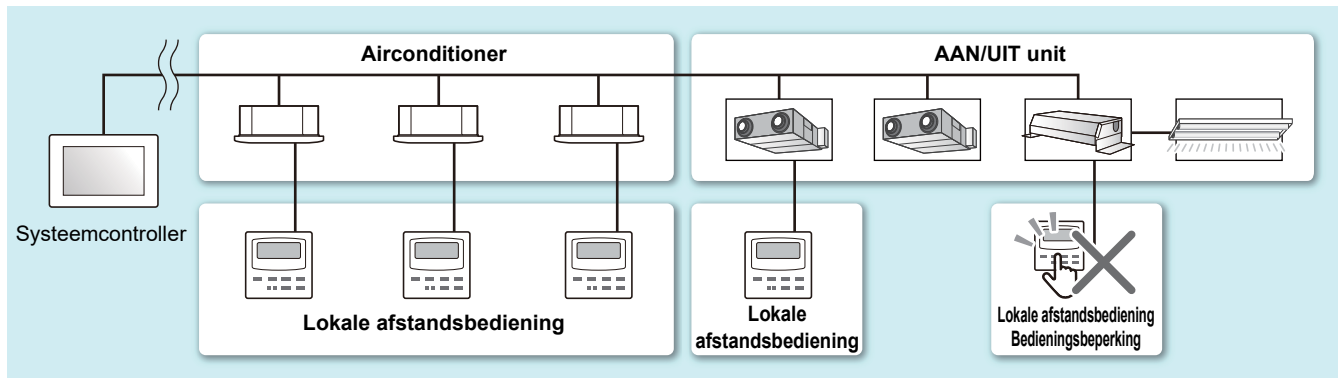 Airconditioner
AAN/UIT unit
Systeemcontroller
Lokale afstandsbediening
Lokale
afstandsbediening
Lokale afstandsbediening
Bedieningsbeperking